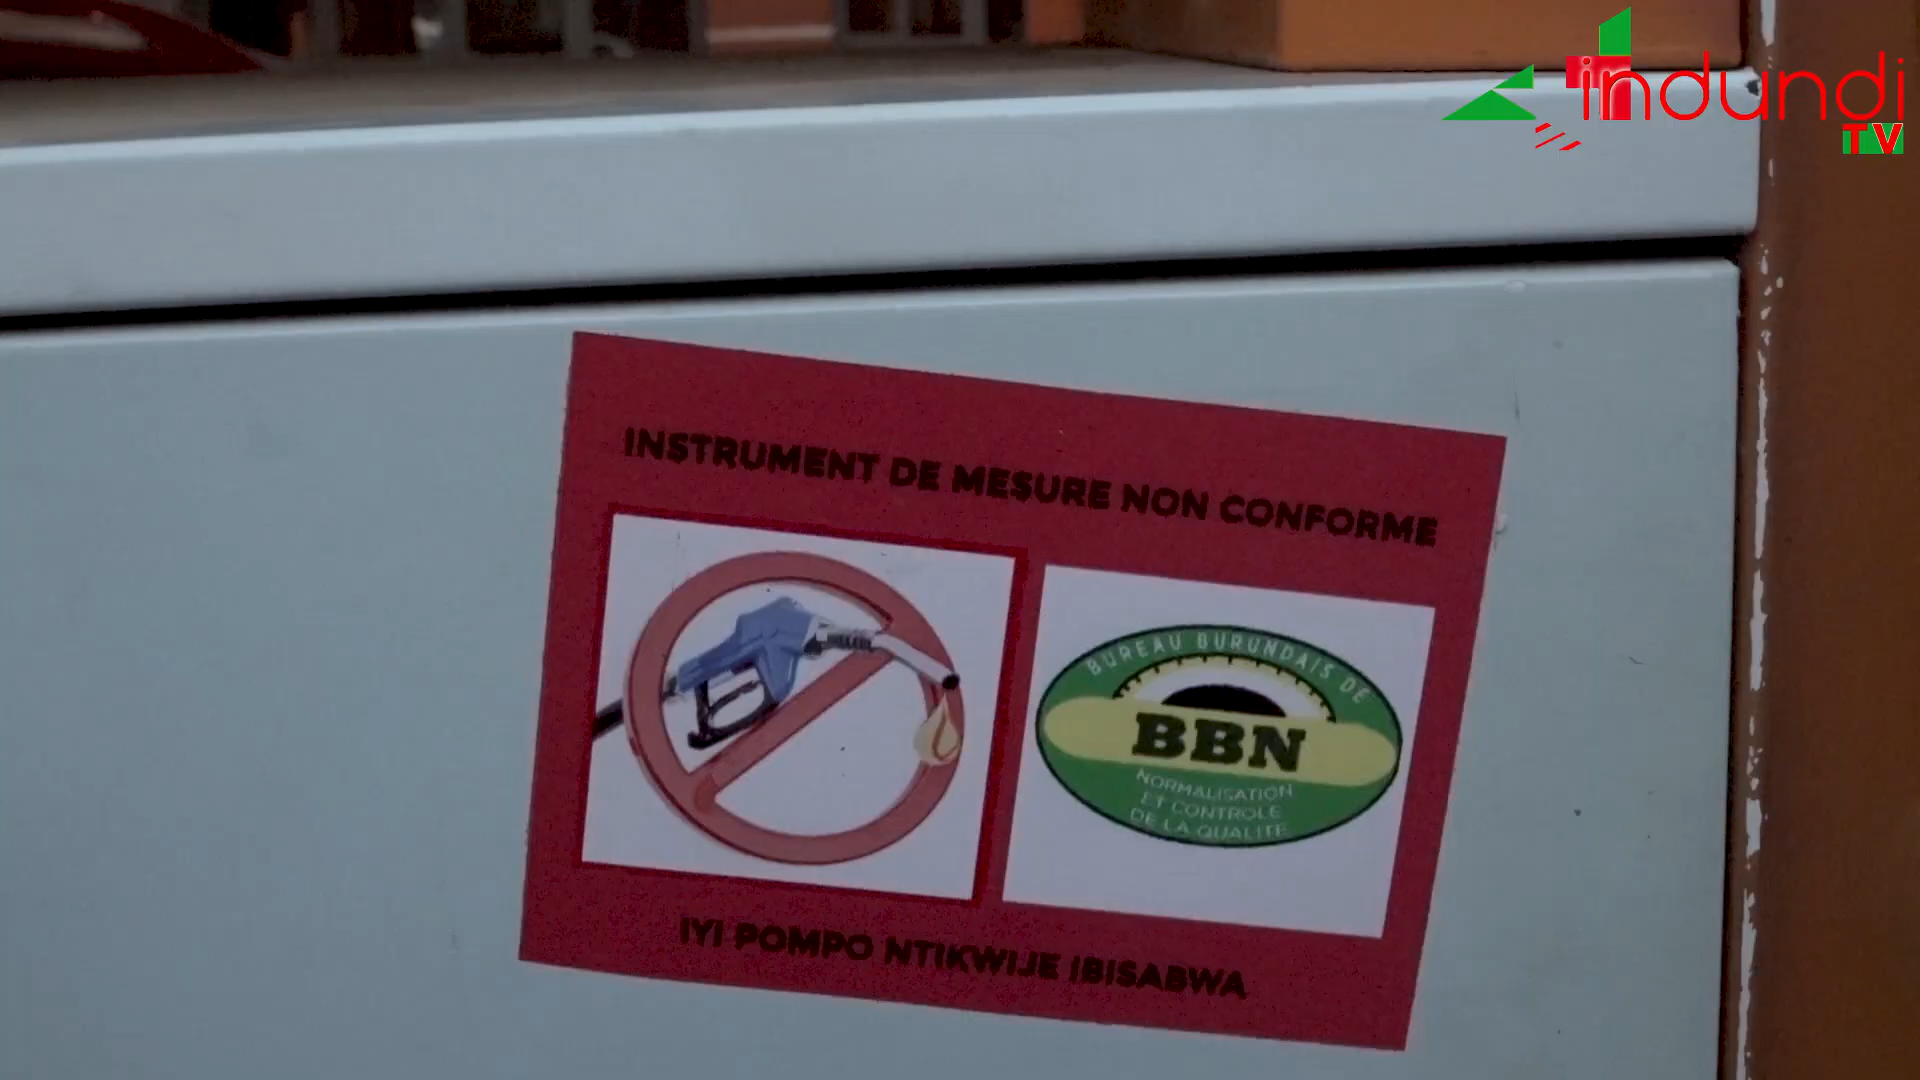 indundi
TV
INSTRUMENT DE MESURE NON CONFORME
BUREAU BURUNDAIS DE
BBN
NORMALISATION
ET CONTROLE
DE LA QUALITE
IYI POMPO NTIKWIJE IBISABWA